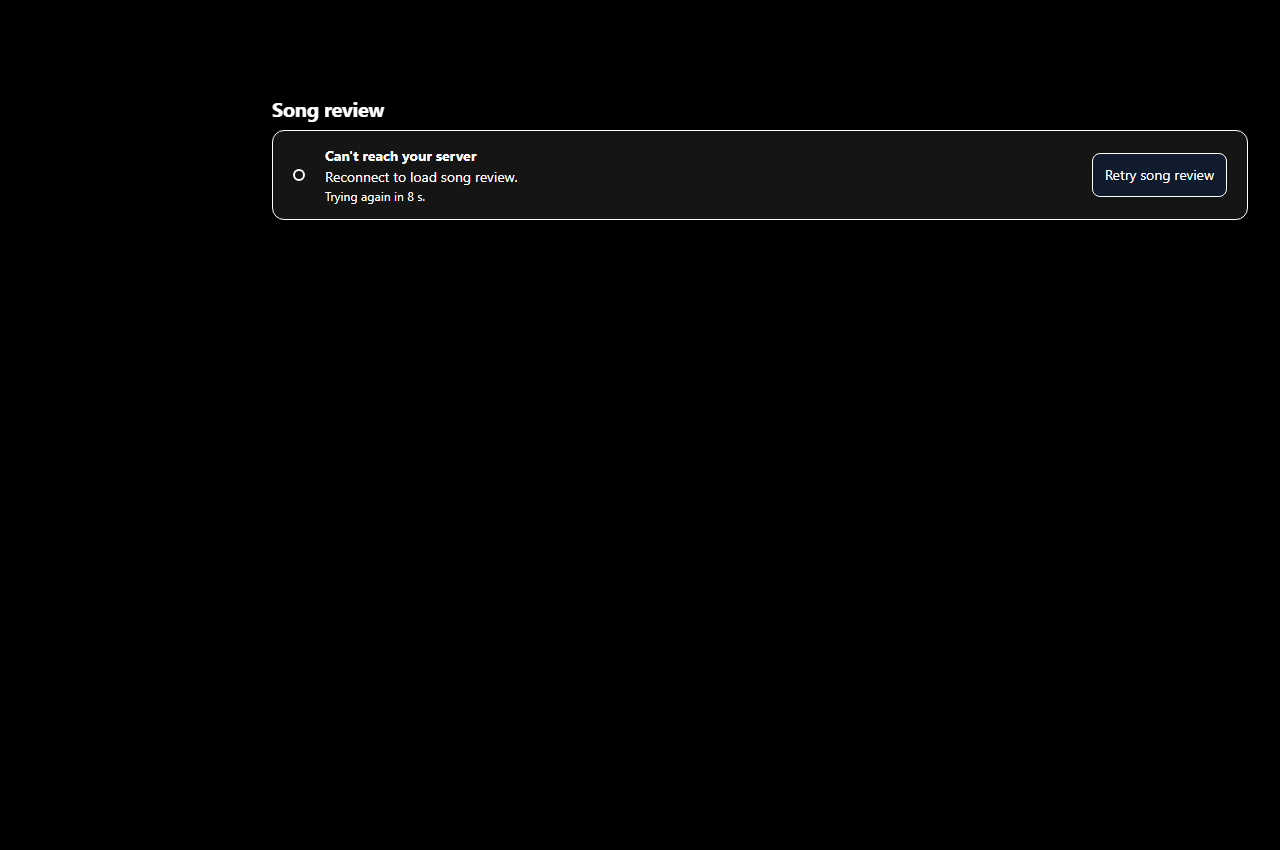 Song review
Can't reach your server
Reconnect to load song review.
Trying again in 8 s.
Retry song review